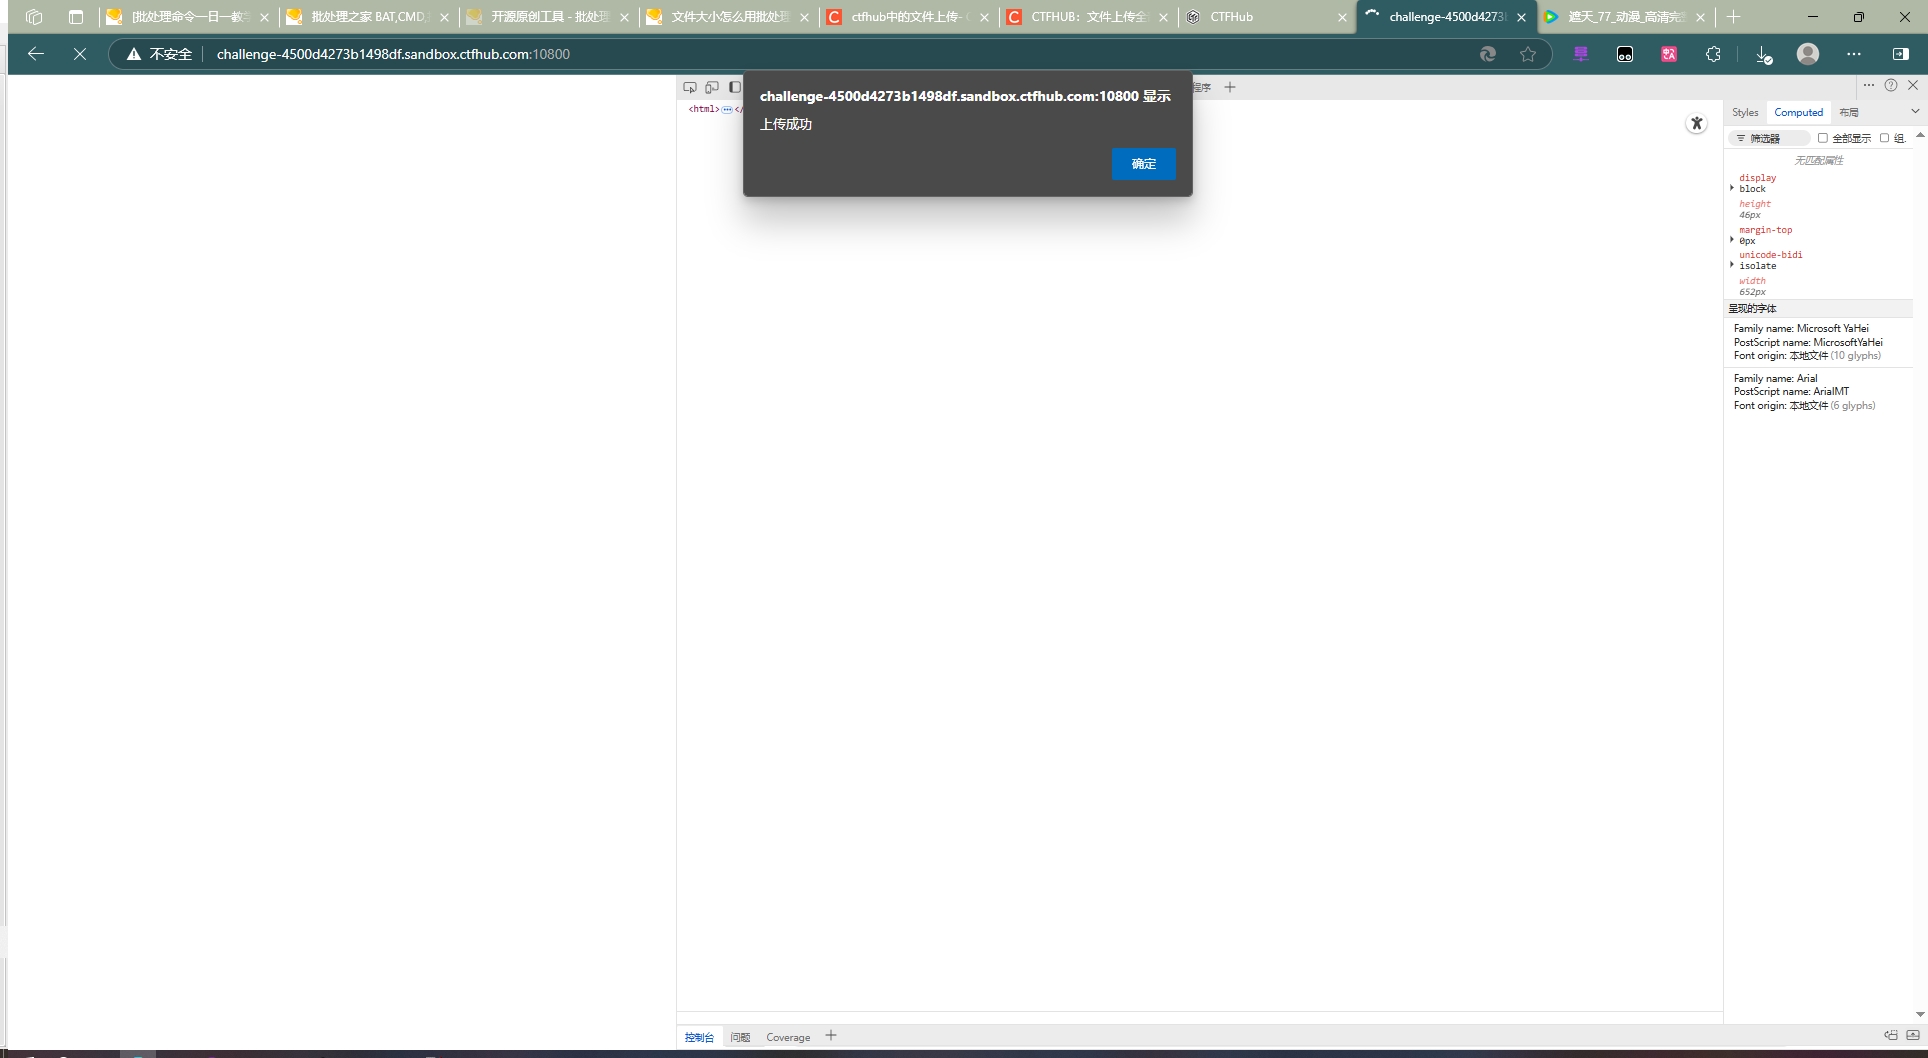 [批处理命令一日一教学
批处理之家 BAT,CMD,
开源原创工具 - 批处理
文件大小怎么用批处理
ctfhub中的文件上传-
CTFHUB：文件上传全
CTFHub
challenge-4500d4273
遮天_77_动漫_高清完
不安全
challenge-4500d4273b1498df.sandbox.ctfhub.com:10800
程序
<html>
challenge-4500d4273b1498df.sandbox.ctfhub.com:10800 显示
上传成功
确定
Styles
Computed
布局
筛选器
全部显示
组
无匹配属性
display
block
height
46px
margin-top
0px
unicode-bidi
isolate
width
652px
呈现的字体
Family name: Microsoft YaHei
PostScript name: MicrosoftYaHei
Font origin: 本地文件 (10 glyphs)
Family name: Arial
PostScript name: ArialMT
Font origin: 本地文件 (6 glyphs)
控制台
问题
Coverage